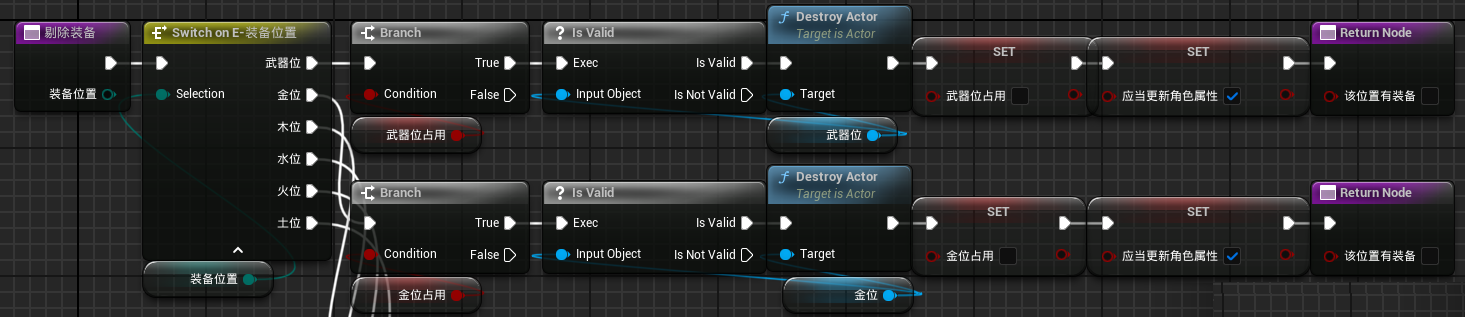 剔除装备
装备位置
Switch on E-装备位置
Selection
武器位
金位
木位
水位
火位
土位
装备位置
Branch
True
Condition
False
武器位占用
Is Valid
Exec
Is Valid
Input Object
Is Not Valid
Destroy Actor
Target is Actor
Target
武器位
SET
武器位占用
SET
应当更新角色属性
Return Node
该位置有装备
Branch
True
Condition
False
金位占用
Is Valid
Exec
Is Valid
Input Object
Is Not Valid
Destroy Actor
Target is Actor
Target
金位
SET
金位占用
SET
应当更新角色属性
Return Node
该位置有装备